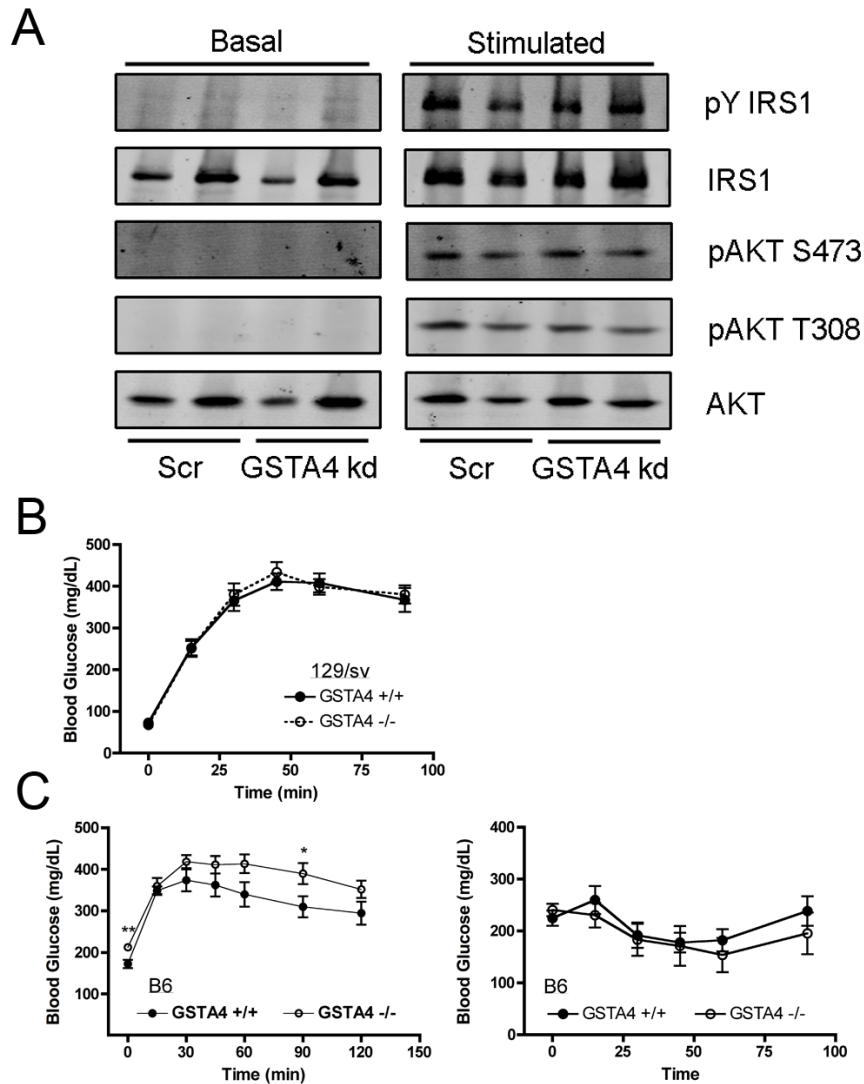 A
Basal Stimulated
pY IRS1
IRS1
pAKT S473
pAKT T308
AKT
Scr GSTA4 kd Scr GSTA4 kd
B
500
400
300
200
100
0
Blood Glucose (mg/dL)
129/sv
GSTA4 +/+
GSTA4 -/-
0 25 50 75 100
Time (min)
C
500
400
300
200
100
Blood Glucose (mg/dL)
**
*
B6
GSTA4 +/+ GSTA4 -/-
0 30 60 90 120 150
Time (min)
400
300
200
100
0
Blood Glucose (mg/dL)
B6
GSTA4 +/+ GSTA4 -/-
0 25 50 75 100
Time